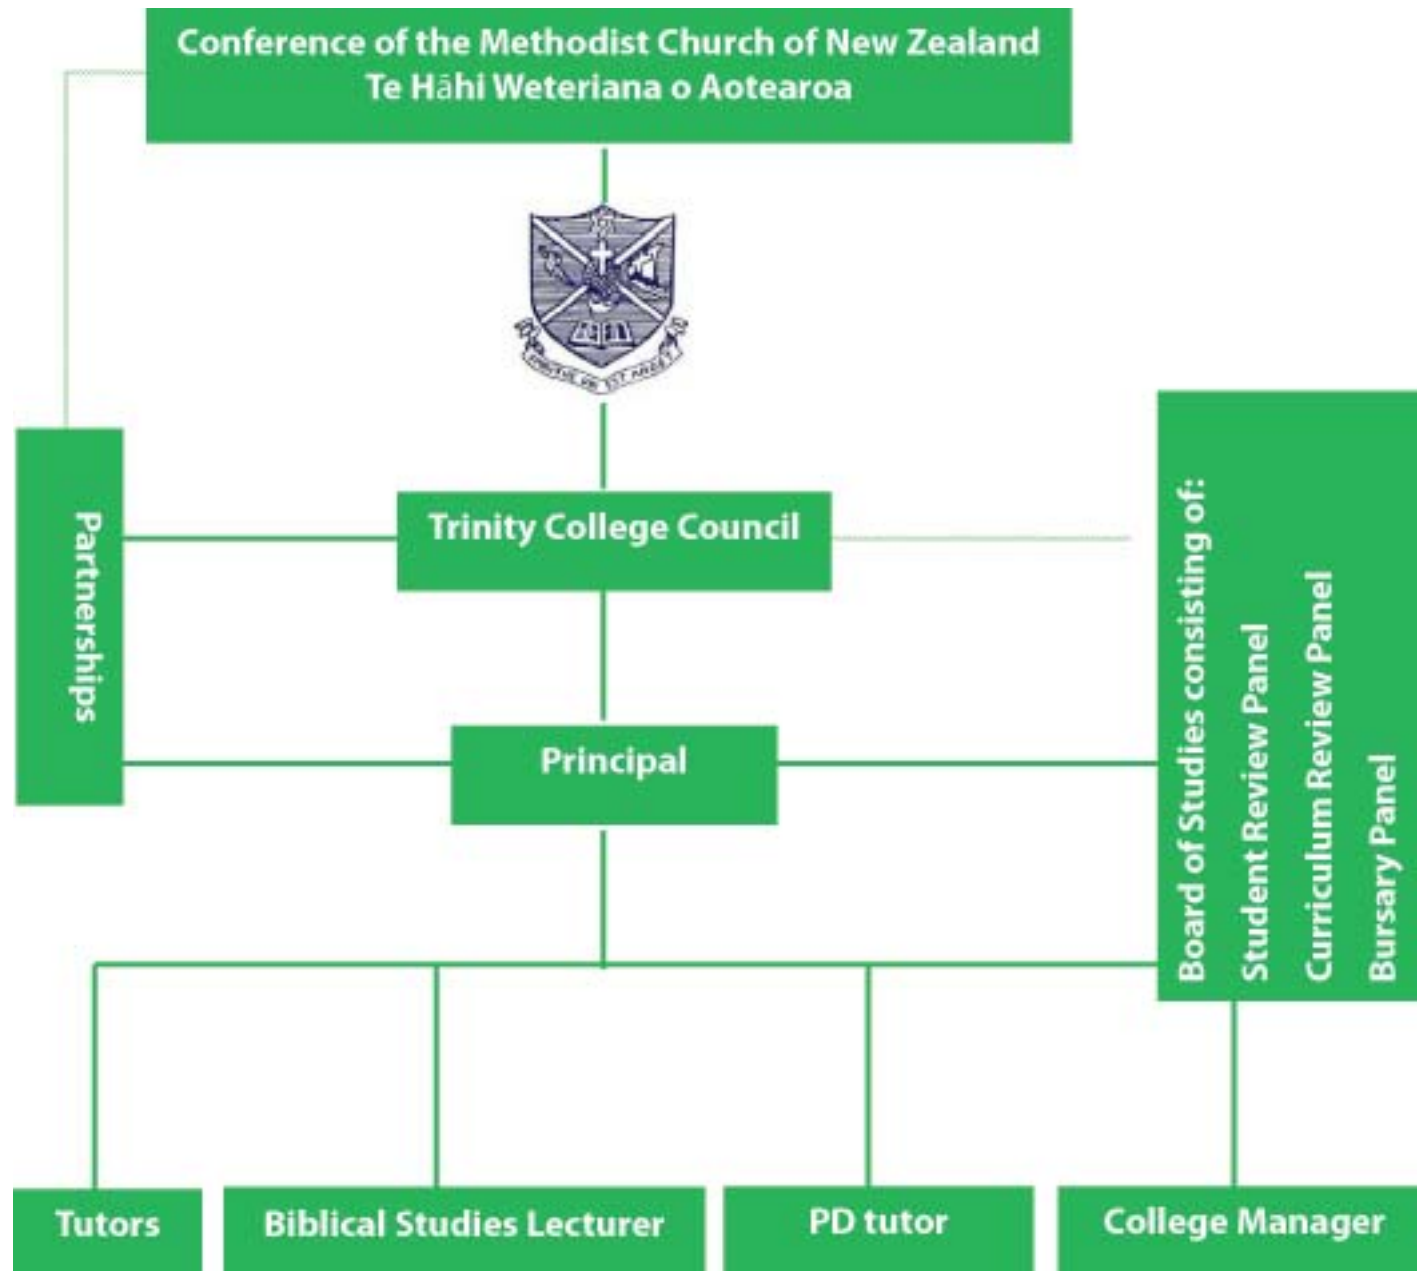 Conference of the Methodist Church of New Zealand
Te Hāhi Weteriana o Aotearoa
Partnerships
Trinity College Council
Principal
Board of Studies consisting of:
Student Review Panel
Curriculum Review Panel
Bursary Panel
Tutors
Biblical Studies Lecturer
PD tutor
College Manager